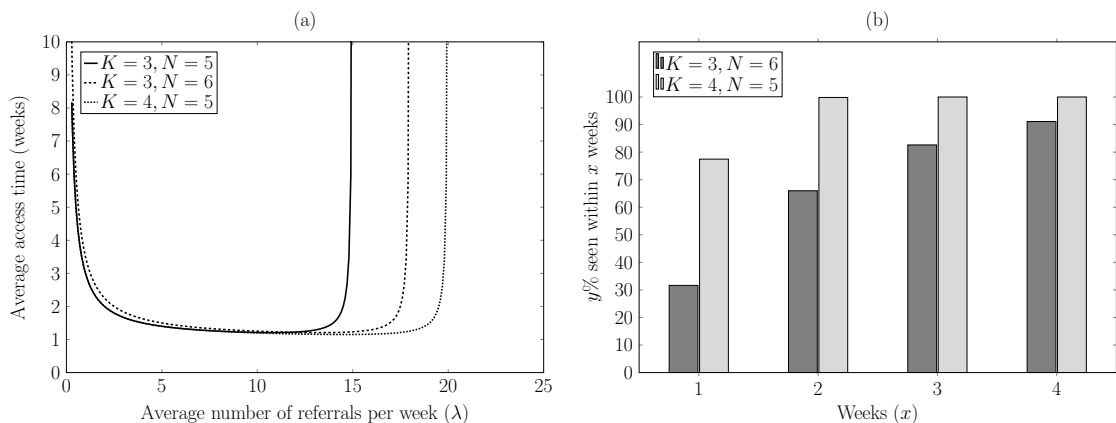 (a)
Average access time (weeks)
10
9
8
7
6
5
4
3
2
1
0
K = 3, N = 5
K = 3, N = 6
K = 4, N = 5
0 5 10 15 20 25
Average number of referrals per week (λ)
(b)
y% seen within x weeks
100
90
80
70
60
50
40
30
20
10
0
K = 3, N = 6
K = 4, N = 5
1 2 3 4
Weeks (x)